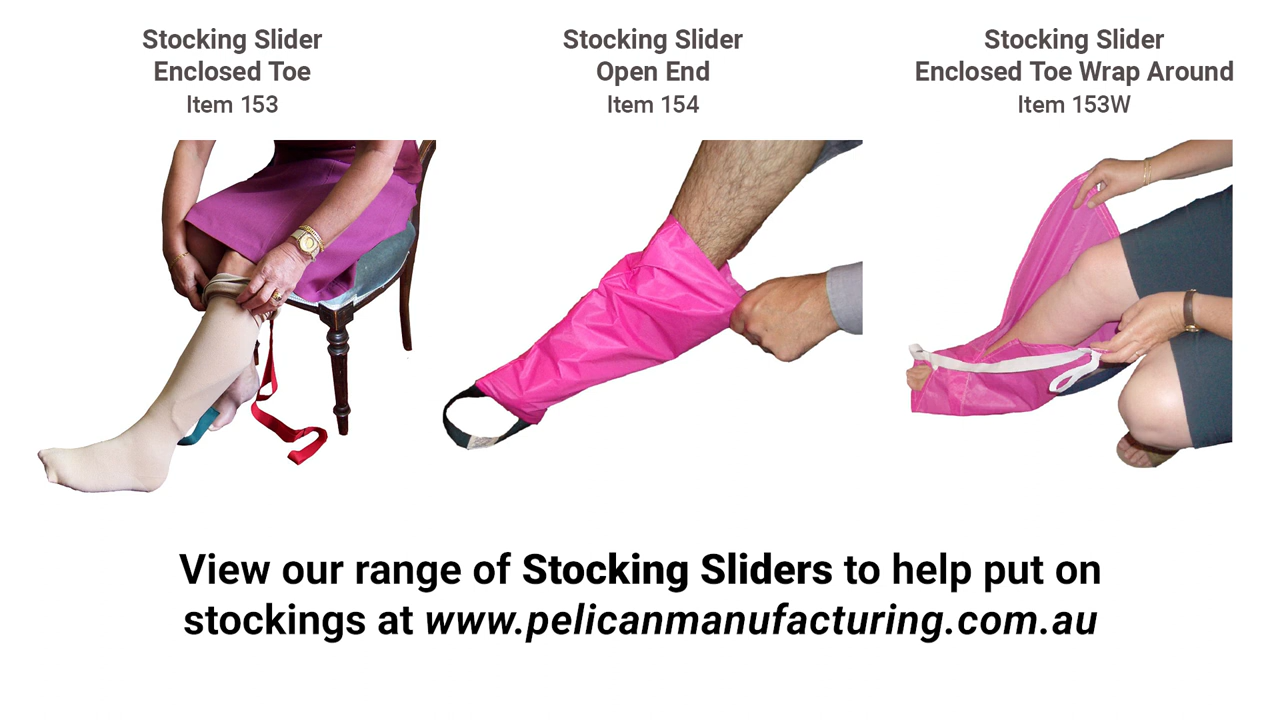 Stocking Slider
Enclosed Toe
Item 153
Stocking Slider
Open End
Item 154
Stocking Slider
Enclosed Toe Wrap Around
Item 153W
View our range of Stocking Sliders to help put on
stockings at www.pelicanmanufacturing.com.au